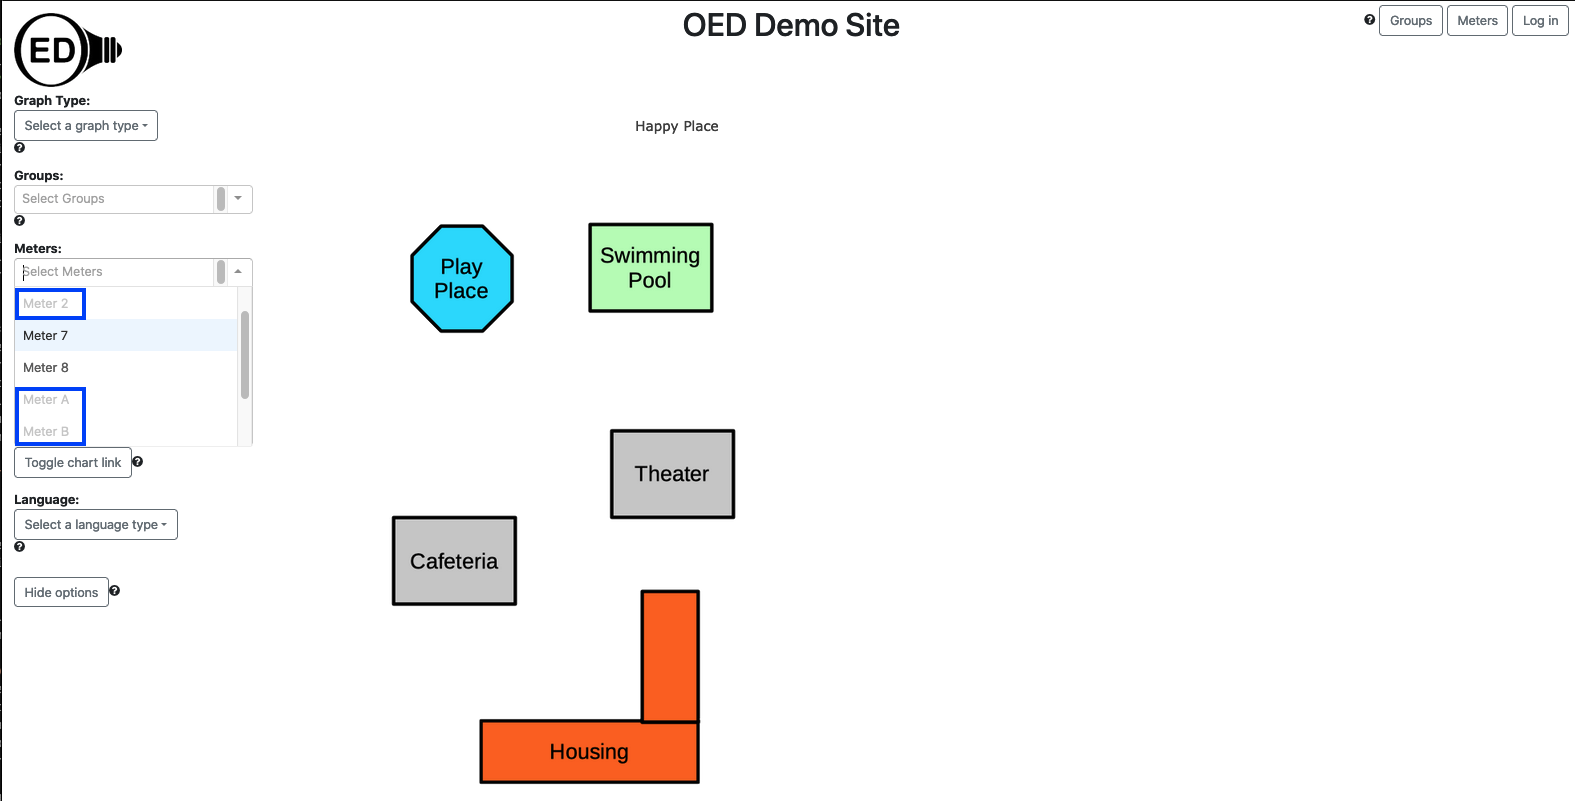 OED Demo Site
Groups
Meters
Log in
ED
Graph Type:
Select a graph type
Groups:
Select Groups
Meters:
Select Meters
Meter 2
Meter 7
Meter 8
Meter A
Meter B
Toggle chart link
Language:
Select a language type
Hide options
Happy Place
Play
Place
Swimming
Pool
Theater
Cafeteria
Housing